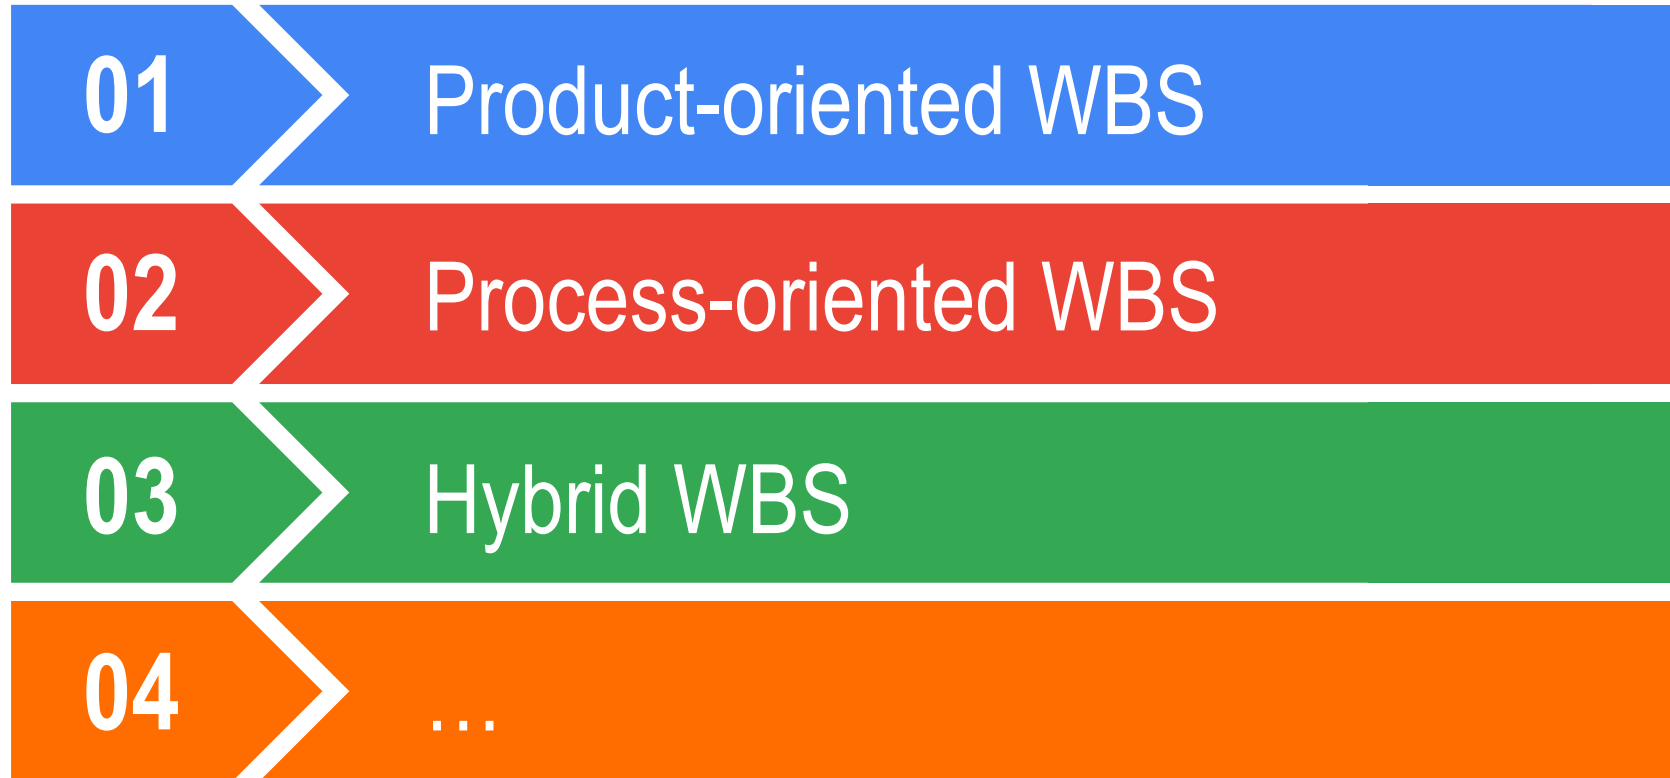 01 Product-oriented WBS
02 Process-oriented WBS
03 Hybrid WBS
04 ...